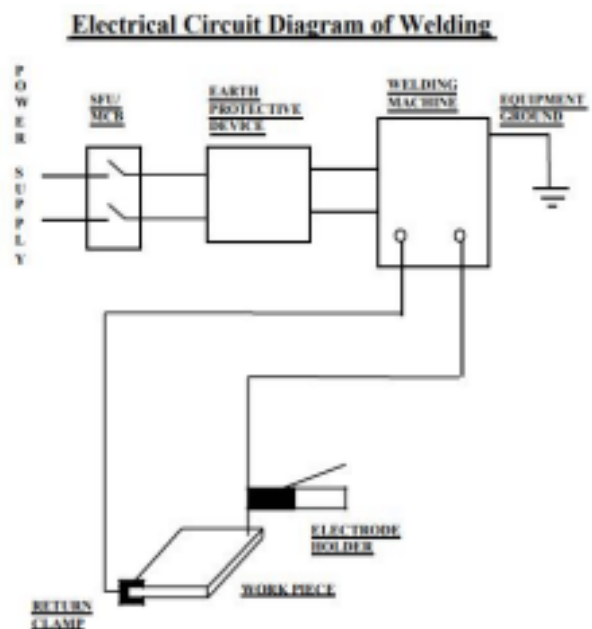 Electrical Circuit Diagram of Welding
POWER SUPPLY
SFU/
MCB
EARTH
PROTECTIVE
DEVICE
WELDING
MACHINE
EQUIPMENT
GROUND
ELECTRODE
HOLDER
WORK PIECE
RETURN
CLAMP